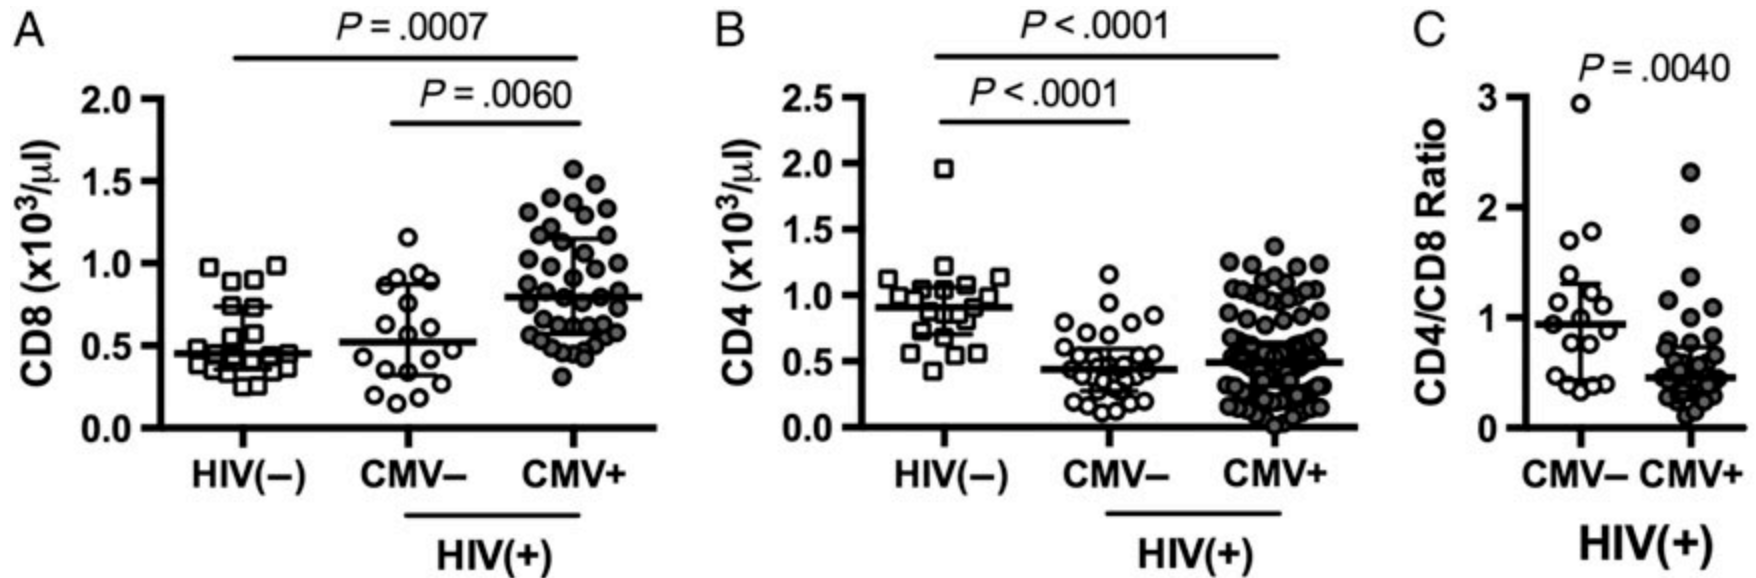 A
P = .0007
P = .0060
CD8 (x10³/µl)
2.0
1.5
1.0
0.5
0.0
HIV(–)
CMV–
CMV+
HIV(+)
B
P < .0001
P < .0001
CD4 (x10³/µl)
2.5
2.0
1.5
1.0
0.5
0.0
HIV(–)
CMV–
CMV+
HIV(+)
C
P = .0040
CD4/CD8 Ratio
3
2
1
0
CMV–
CMV+
HIV(+)